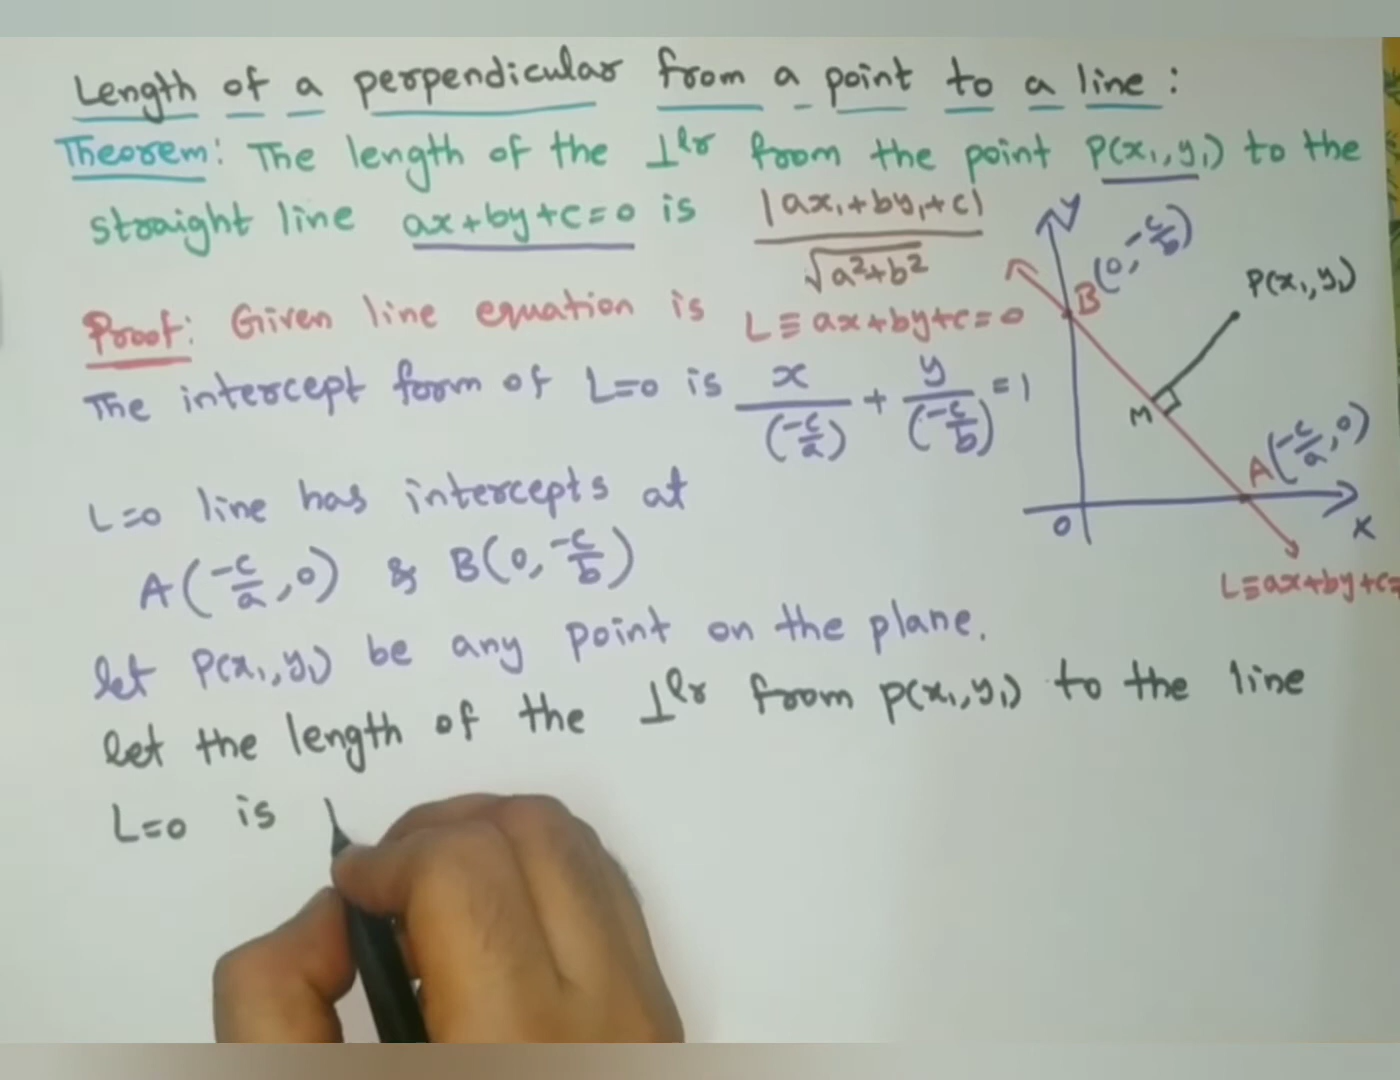 Length of a perpendicular from a point to a line :
Theorem: The length of the ⊥lr from the point P(x₁,y₁) to the
straight line ax+by+c=0 is |ax₁+by₁+c| / √a²+b²
Proof: Given line equation is L≡ax+by+c=0
The intercept form of L=0 is x/(-c/a) + y/(-c/b) =1
L=0 line has intercepts at
A(-c/a,0) & B(0,-c/b)
let P(x₁,y₁) be any point on the plane.
let the length of the ⊥lr from p(x₁,y₁) to the line
L=0 is
Y
B(0,-c/b)
P(x₁,y₁)
M
A(-c/a,0)
O
X
L≡ax+by+c=